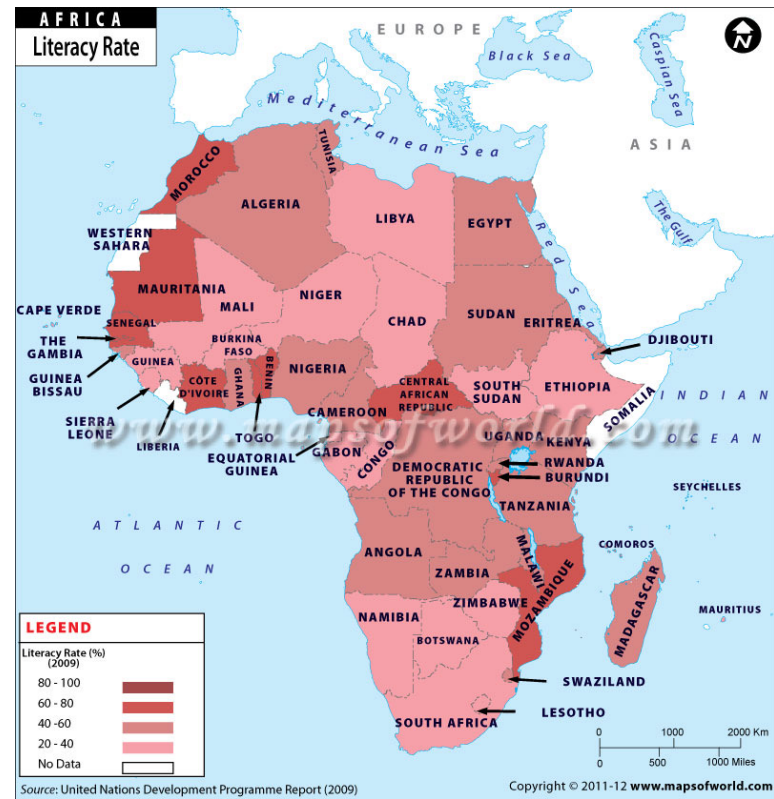 AFRICA
Literacy Rate
EUROPE
Black Sea
Caspian Sea
N
Mediterranean Sea
ASIA
TUNISIA
MOROCCO
ALGERIA
LIBYA
EGYPT
The Gulf
Red Sea
WESTERN
SAHARA
MAURITANIA
MALI
NIGER
CHAD
SUDAN
ERITREA
CAPE VERDE
SENEGAL
THE
GAMBIA
DJIBOUTI
GUINEA
BISSAU
GUINEA
BURKINA
FASO
BENIN
NIGERIA
CÔTE
D'IVOIRE
GHANA
CENTRAL
AFRICAN
REPUBLIC
SOUTH
SUDAN
ETHIOPIA
SOMALIA
INDIAN
OCEAN
SIERRA
LEONE
LIBERIA
TOGO
CAMEROON
www.mapsofworld.com
EQUATORIAL
GUINEA
GABON
CONGO
UGANDA
KENYA
RWANDA
BURUNDI
DEMOCRATIC
REPUBLIC
OF THE CONGO
TANZANIA
SEYCHELLES
ATLANTIC
OCEAN
COMOROS
ANGOLA
ZAMBIA
MALAWI
MOZAMBIQUE
ZIMBABWE
MADAGASCAR
MAURITIUS
NAMIBIA
BOTSWANA
SWAZILAND
LESOTHO
SOUTH AFRICA
LEGEND
Literacy Rate (%)
(2009)
80 - 100
60 - 80
40 -60
20 - 40
No Data
0 1000 2000 Km
0 500 1000 Miles
Source: United Nations Development Programme Report (2009)
Copyright © 2011-12 www.mapsofworld.com